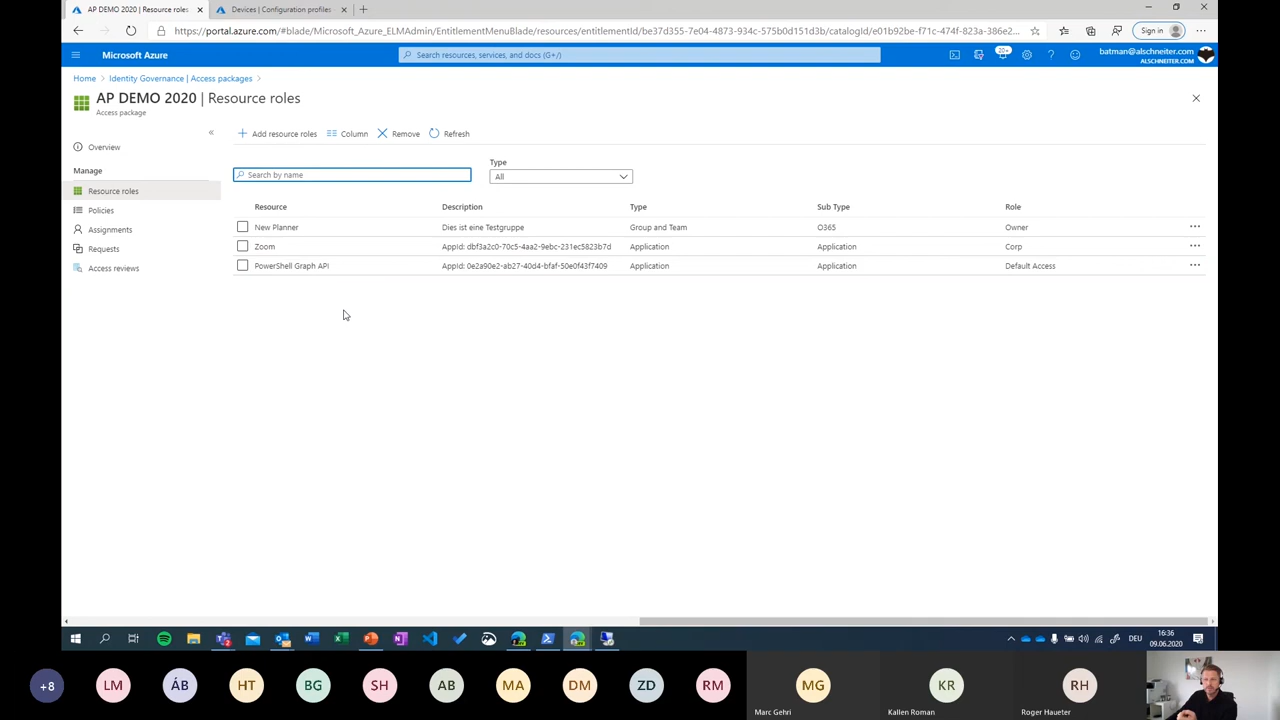 AP DEMO 2020 | Resource roles
Devices | Configuration profiles
https://portal.azure.com/#blade/Microsoft_Azure_ELMAdmin/EntitlementMenuBlade/resources/entitlementId/be37d355-7e04-4873-934c-575b0d151d3b/catalogId/e01b92be-f71c-474f-823a-386e2...
Sign in
Microsoft Azure
Search resources, services, and docs (G+/)
20+
batman@alschneiter.com
ALSCHNEITER.COM
Home > Identity Governance | Access packages >
AP DEMO 2020 | Resource roles
Access package
Overview
Manage
Resource roles
Policies
Assignments
Requests
Access reviews
Add resource roles
Column
Remove
Refresh
Search by name
Type
All
Resource Description Type Sub Type Role
New Planner Dies ist eine Testgruppe Group and Team O365 Owner
Zoom AppId: dbf3a2c0-70c5-4aa2-9ebc-231ec5823b7d Application Application Corp
PowerShell Graph API AppId: 0e2a90e2-ab27-40d4-bfaf-50e0f43f7409 Application Application Default Access
DEU
16:36
09.06.2020
+8 LM ÁB HT BG SH AB MA DM ZD RM MG KR RH
Marc Gehri
Kallen Roman
Roger Haueter